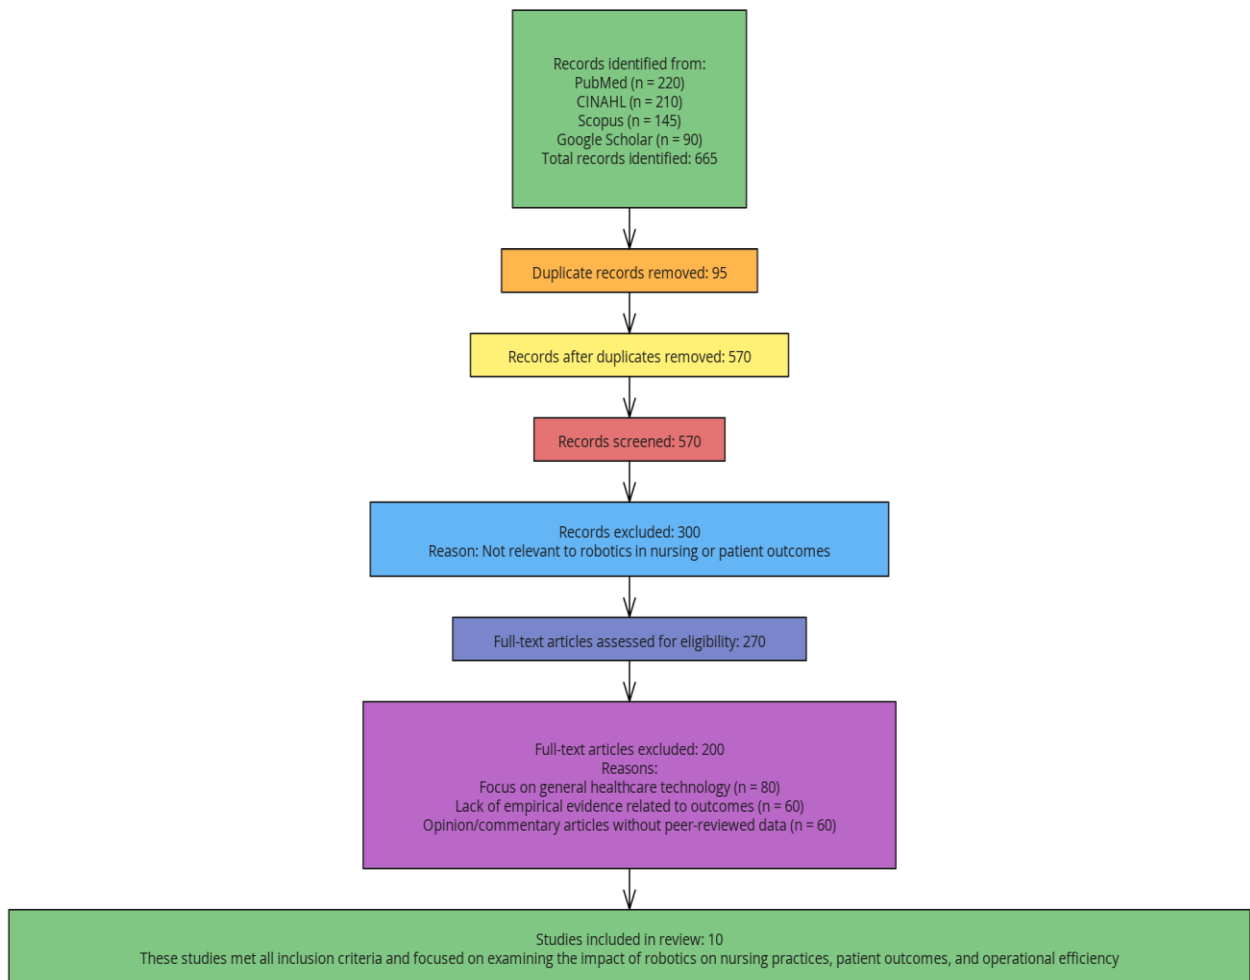 Records identified from:
PubMed (n = 220)
CINAHL (n = 210)
Scopus (n = 145)
Google Scholar (n = 90)
Total records identified: 665
Duplicate records removed: 95
Records after duplicates removed: 570
Records screened: 570
Records excluded: 300
Reason: Not relevant to robotics in nursing or patient outcomes
Full-text articles assessed for eligibility: 270
Full-text articles excluded: 200
Reasons:
Focus on general healthcare technology (n = 80)
Lack of empirical evidence related to outcomes (n = 60)
Opinion/commentary articles without peer-reviewed data (n = 60)
Studies included in review: 10
These studies met all inclusion criteria and focused on examining the impact of robotics on nursing practices, patient outcomes, and operational efficiency